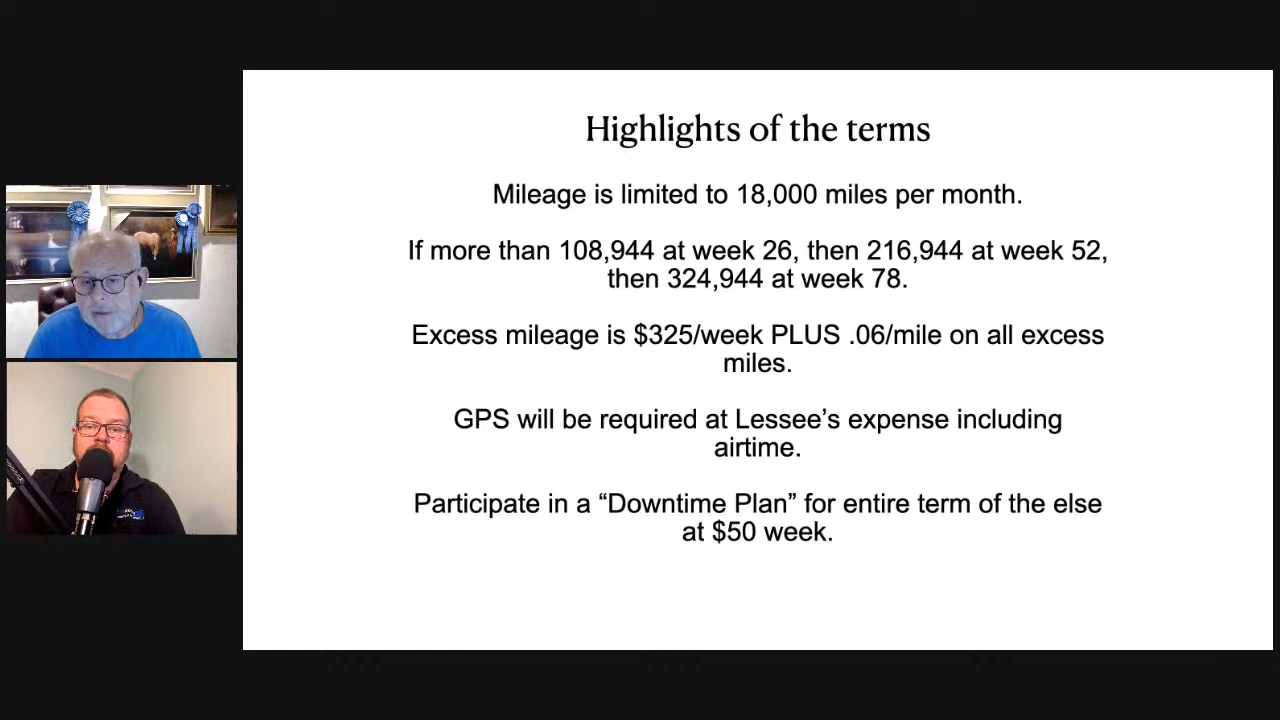 Highlights of the terms
Mileage is limited to 18,000 miles per month.
If more than 108,944 at week 26, then 216,944 at week 52,
then 324,944 at week 78.
Excess mileage is $325/week PLUS .06/mile on all excess
miles.
GPS will be required at Lessee’s expense including
airtime.
Participate in a “Downtime Plan” for entire term of the else
at $50 week.